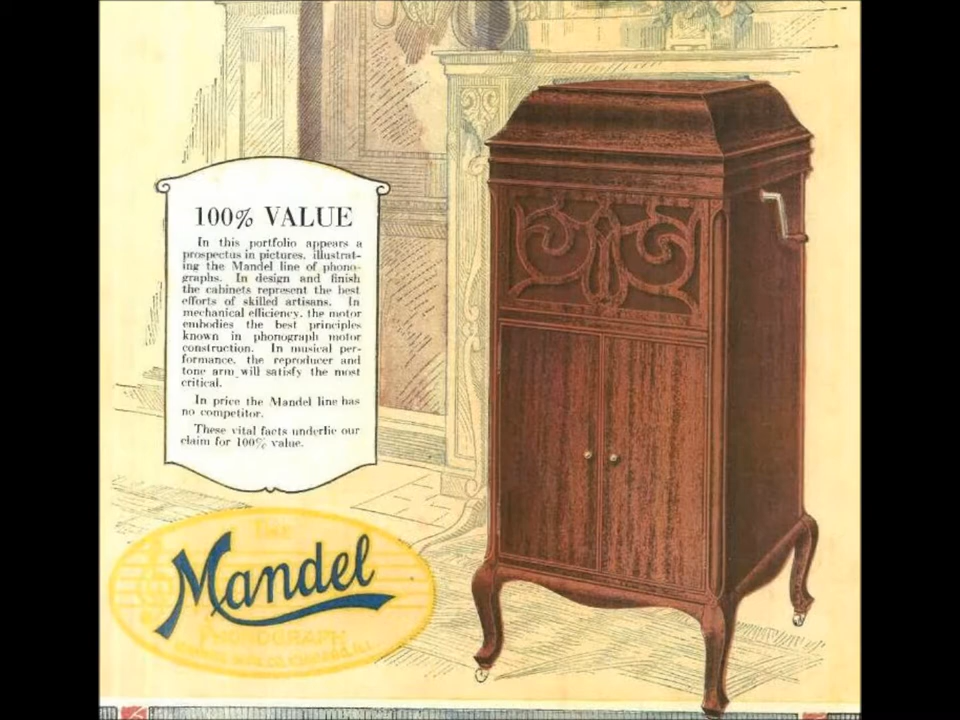 100% VALUE
In this portfolio appears a
prospectus in pictures, illustrat-
ing the Mandel line of phono-
graphs. In design and finish
the cabinets represent the best
efforts of skilled artisans. In
mechanical efficiency, the motor
embodies the best principles
known in phonograph motor
construction. In musical per-
formance, the reproducer and
tone arm will satisfy the most
critical.
In price the Mandel line has
no competitor.
These vital facts underlie our
claim for 100% value.
THE
Mandel
PHONOGRAPH
CO. CHICAGO, ILL.